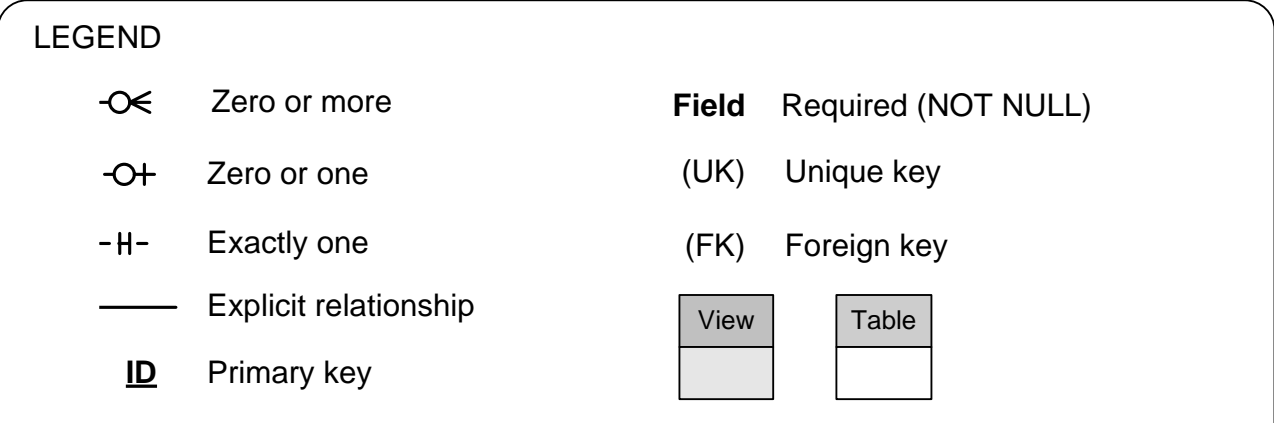 LEGEND
Zero or more
Zero or one
Exactly one
Explicit relationship
ID Primary key
Field Required (NOT NULL)
(UK) Unique key
(FK) Foreign key
View Table